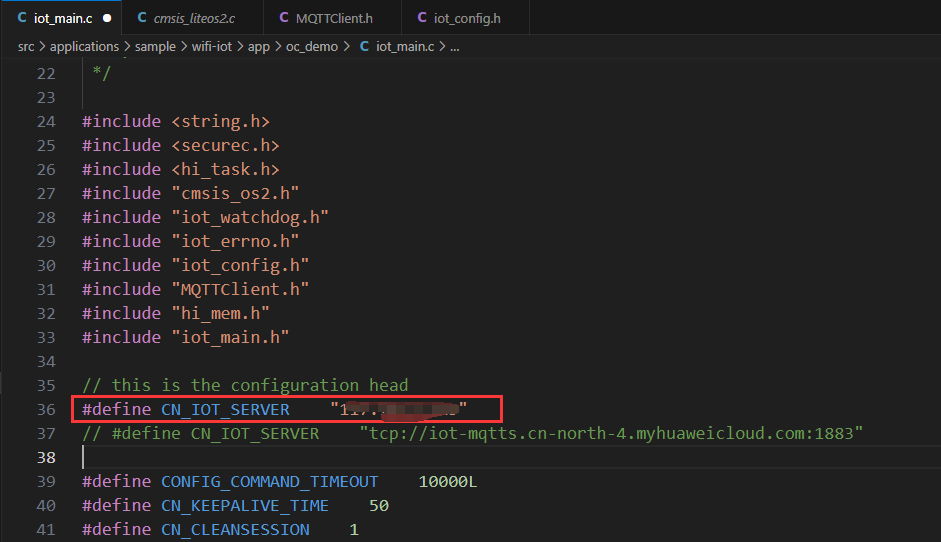 iot_main.c cmsis_liteos2.c MQTTClient.h iot_config.h
src > applications > sample > wifi-iot > app > oc_demo > C iot_main.c > ...
22 */
23
24 #include <string.h>
25 #include <securec.h>
26 #include <hi_task.h>
27 #include "cmsis_os2.h"
28 #include "iot_watchdog.h"
29 #include "iot_errno.h"
30 #include "iot_config.h"
31 #include "MQTTClient.h"
32 #include "hi_mem.h"
33 #include "iot_main.h"
34
35 // this is the configuration head
36 #define CN_IOT_SERVER
37 // #define CN_IOT_SERVER "tcp://iot-mqtts.cn-north-4.myhuaweicloud.com:1883"
38
39 #define CONFIG_COMMAND_TIMEOUT 10000L
40 #define CN_KEEPALIVE_TIME 50
41 #define CN_CLEANSESSION 1